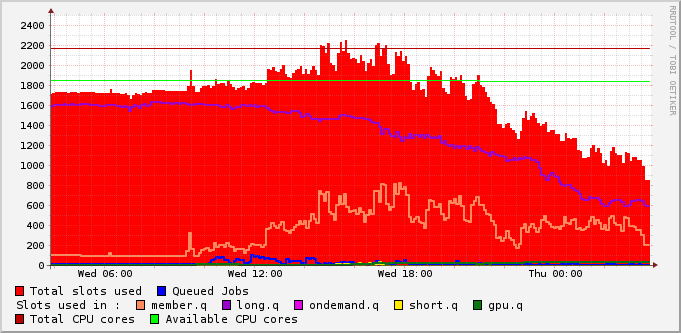 RRDTOOL / TOBI OETIKER
2400
2200
2000
1800
1600
1400
1200
1000
800
600
400
200
0
Wed 06:00 Wed 12:00 Wed 18:00 Thu 00:00
Total slots used Queued Jobs
Slots used in : member.q long.q ondemand.q short.q gpu.q
Total CPU cores Available CPU cores